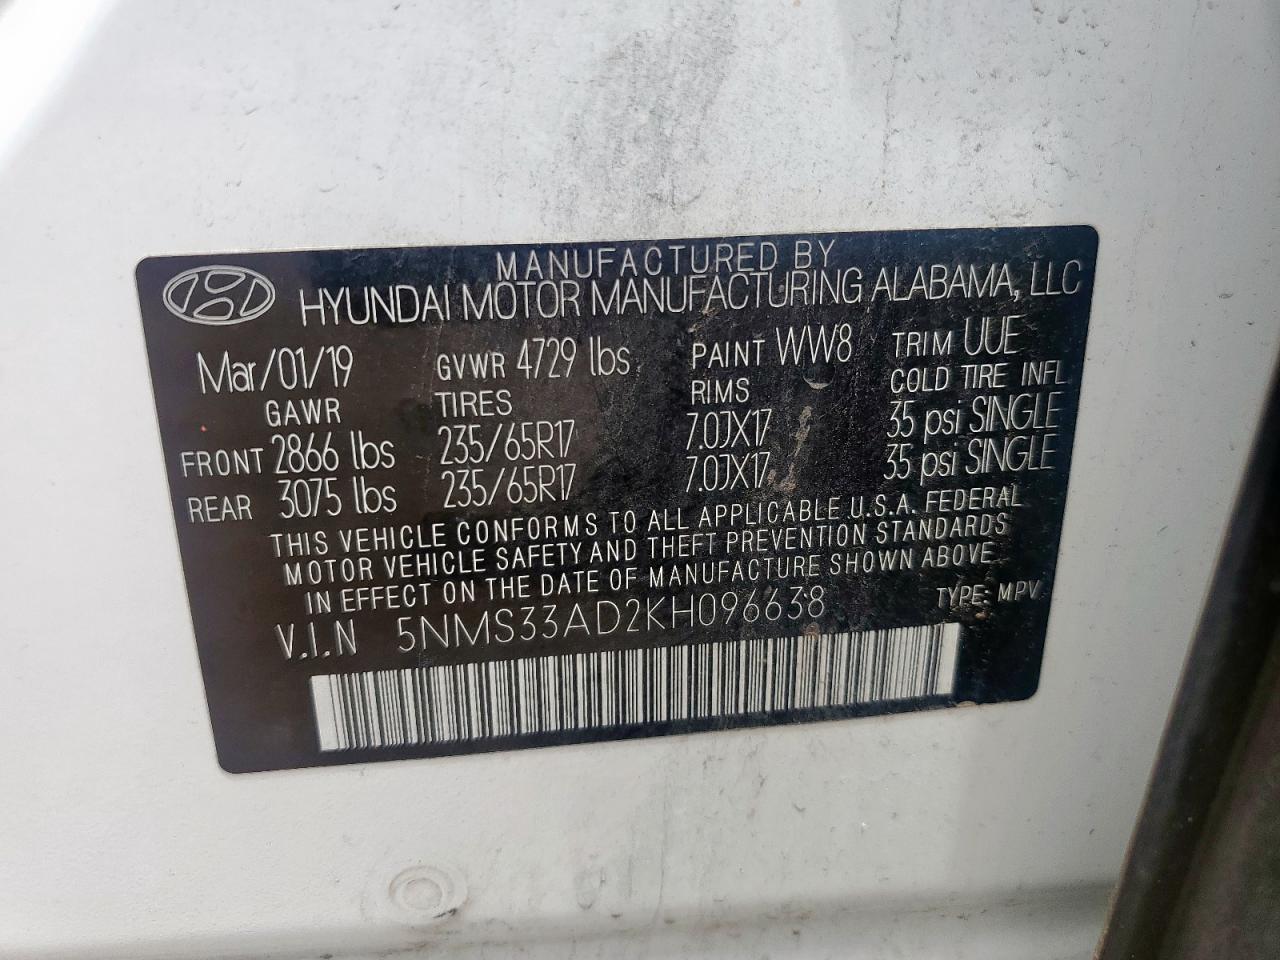 MANUFACTURED BY
HYUNDAI MOTOR MANUFACTURING ALABAMA, LLC
Mar/01/19 GVWR 4729 lbs PAINT WW8 TRIM UUE
GAWR TIRES RIMS COLD TIRE INFL
FRONT 2866 lbs 235/65R17 7.0JX17 35 psi SINGLE
REAR 3075 lbs 235/65R17 7.0JX17 35 psi SINGLE
THIS VEHICLE CONFORMS TO ALL APPLICABLE U.S.A. FEDERAL
MOTOR VEHICLE SAFETY AND THEFT PREVENTION STANDARDS
IN EFFECT ON THE DATE OF MANUFACTURE SHOWN ABOVE.
V.I.N 5NMS33AD2KH096638 TYPE: MPV